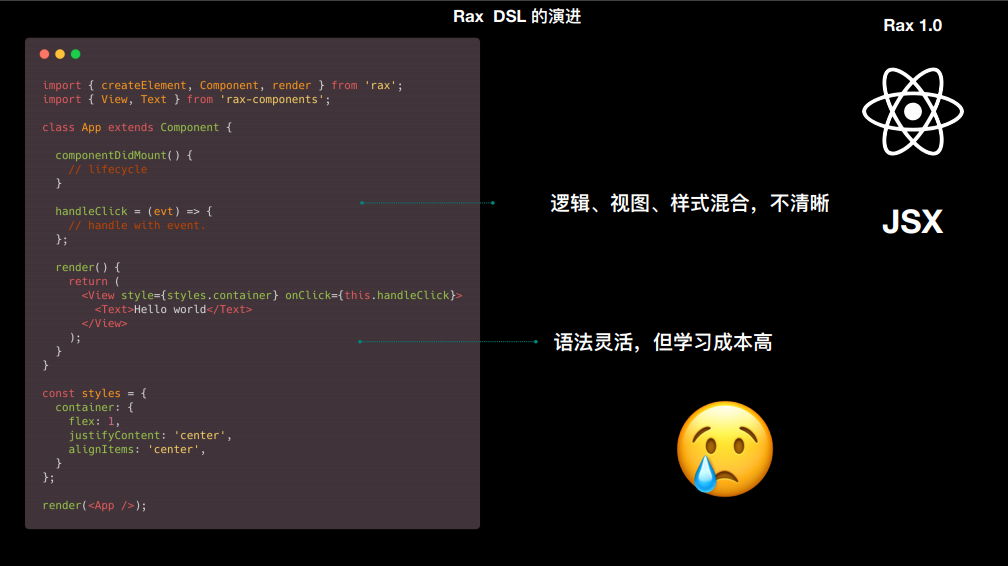 Rax DSL 的演进
Rax 1.0
import { createElement, Component, render } from 'rax';
import { View, Text } from 'rax-components';
class App extends Component {
componentDidMount() {
// lifecycle
}
handleClick = (evt) => {
// handle with event.
};
render() {
return (
<View style={styles.container} onClick={this.handleClick}>
<Text>Hello world</Text>
</View>
);
}
}
const styles = {
container: {
flex: 1,
justifyContent: 'center',
alignItems: 'center',
}
};
render(<App />);
逻辑、视图、样式混合，不清晰
JSX
语法灵活，但学习成本高